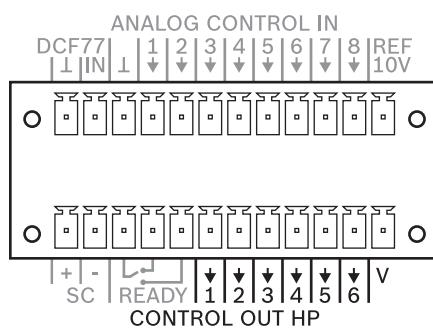 ANALOG CONTROL IN
DCF77 1 2 3 4 5 6 7 8 REF
⊥ IN ⊥ 10V
+ - 1 2 3 4 5 6 V
SC READY
CONTROL OUT HP